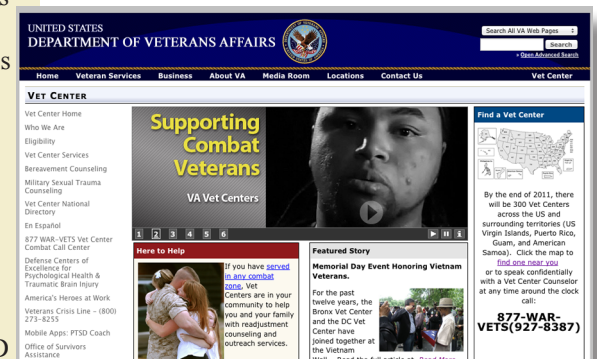 s
s
D
UNITED STATES
DEPARTMENT OF VETERANS AFFAIRS
Search All VA Web Pages
Search
» Open Advanced Search
Home Veteran Services Business About VA Media Room Locations Contact Us Vet Center
VET CENTER
Vet Center Home
Who We Are
Eligibility
Vet Center Services
Bereavement Counseling
Military Sexual Trauma
Counseling
Vet Center National
Directory
En Español
877 WAR-VETS Vet Center
Combat Call Center
Defense Centers of
Excellence for
Psychological Health &
Traumatic Brain Injury
America's Heroes at Work
Veterans Crisis Line - (800)
273-8255
Mobile Apps: PTSD Coach
Office of Survivors
Assistance
Supporting
Combat
Veterans
VA Vet Centers
1 2 3 4 5 6
Here to Help
If you have served
in any combat
zone, Vet
Centers are in your
community to help
you and your family
with readjustment
counseling and
outreach services.
Featured Story
Memorial Day Event Honoring Vietnam
Veterans.
For the past
twelve years, the
Bronx Vet Center
and the DC Vet
Center have
joined together at
the Vietnam
Find a Vet Center
By the end of 2011, there
will be 300 Vet Centers
across the US and
surrounding territories (US
Virgin Islands, Puerto Rico,
Guam, and American
Samoa). Click the map to
find one near you
or to speak confidentially
with a Vet Center Counselor
at any time around the clock
call:
877-WAR-
VETS(927-8387)